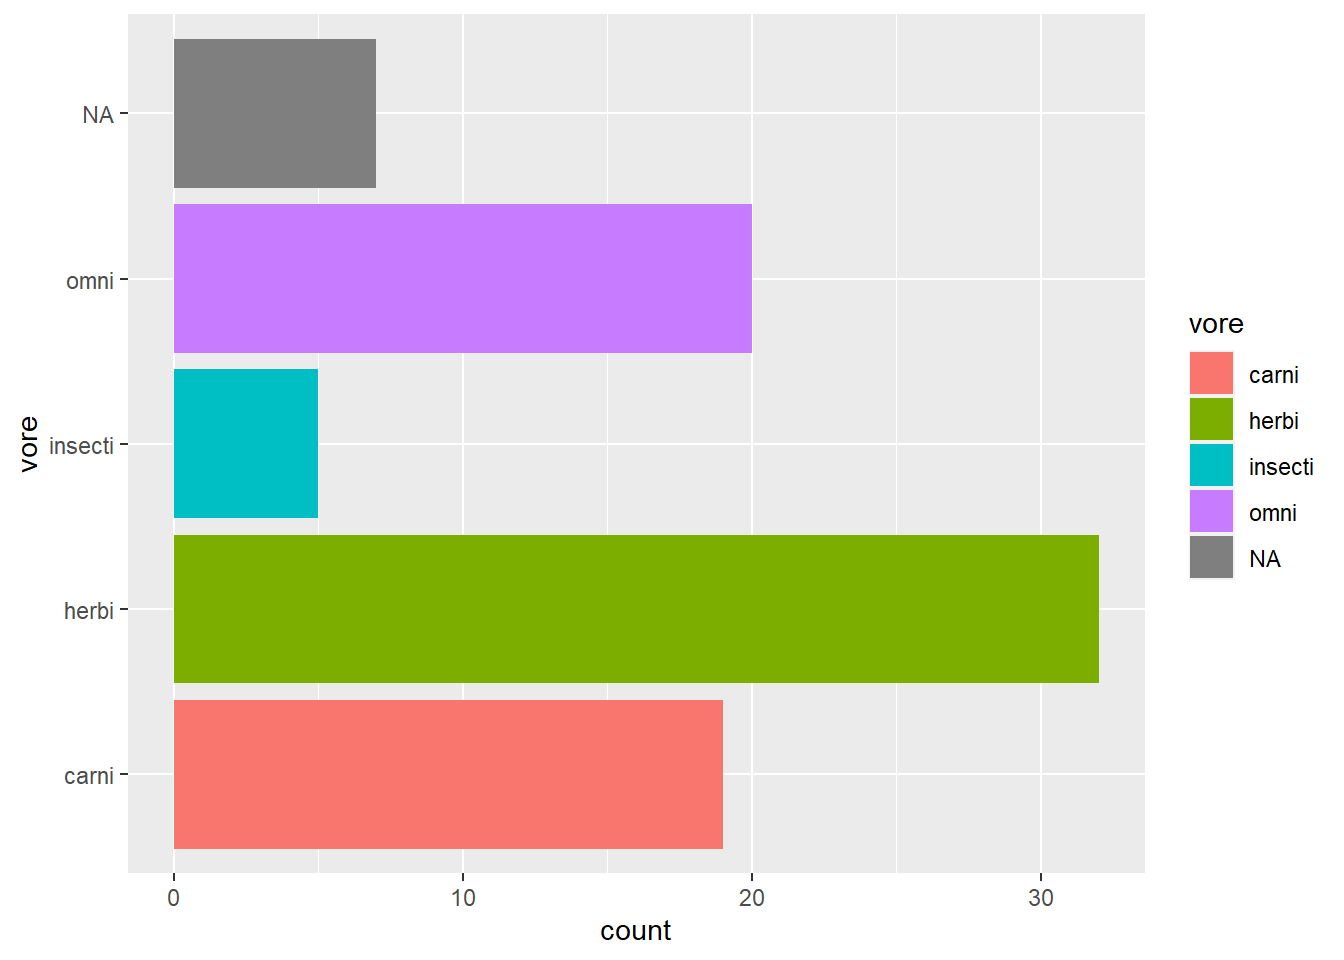 NA
omni
insecti
herbi
carni
vore
0 10 20 30
count
vore
carni
herbi
insecti
omni
NA